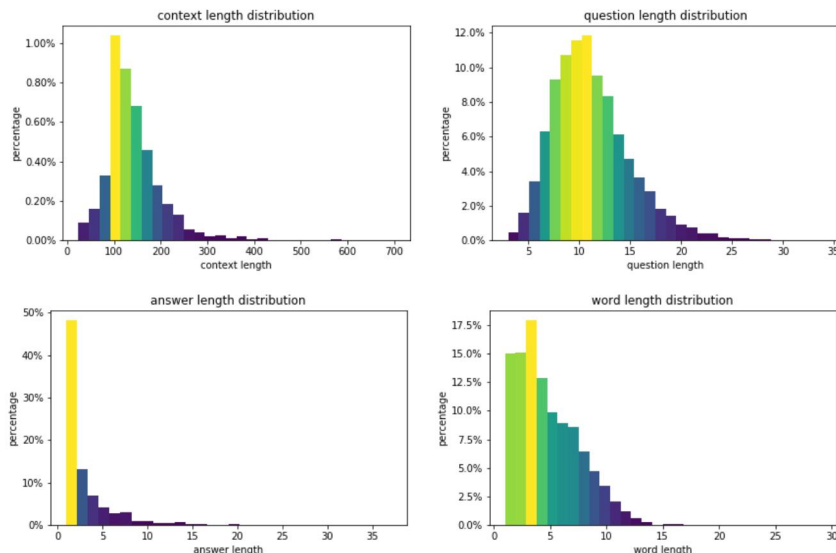 context length distribution
1.00%
0.80%
0.60%
0.40%
0.20%
0.00%
percentage
0 100 200 300 400 500 600 700
context length
question length distribution
12.0%
10.0%
8.0%
6.0%
4.0%
2.0%
0.0%
percentage
5 10 15 20 25 30 35
question length
answer length distribution
50%
40%
30%
20%
10%
0%
percentage
0 5 10 15 20 25 30 35
answer length
word length distribution
17.5%
15.0%
12.5%
10.0%
7.5%
5.0%
2.5%
0.0%
percentage
0 5 10 15 20 25 30
word length